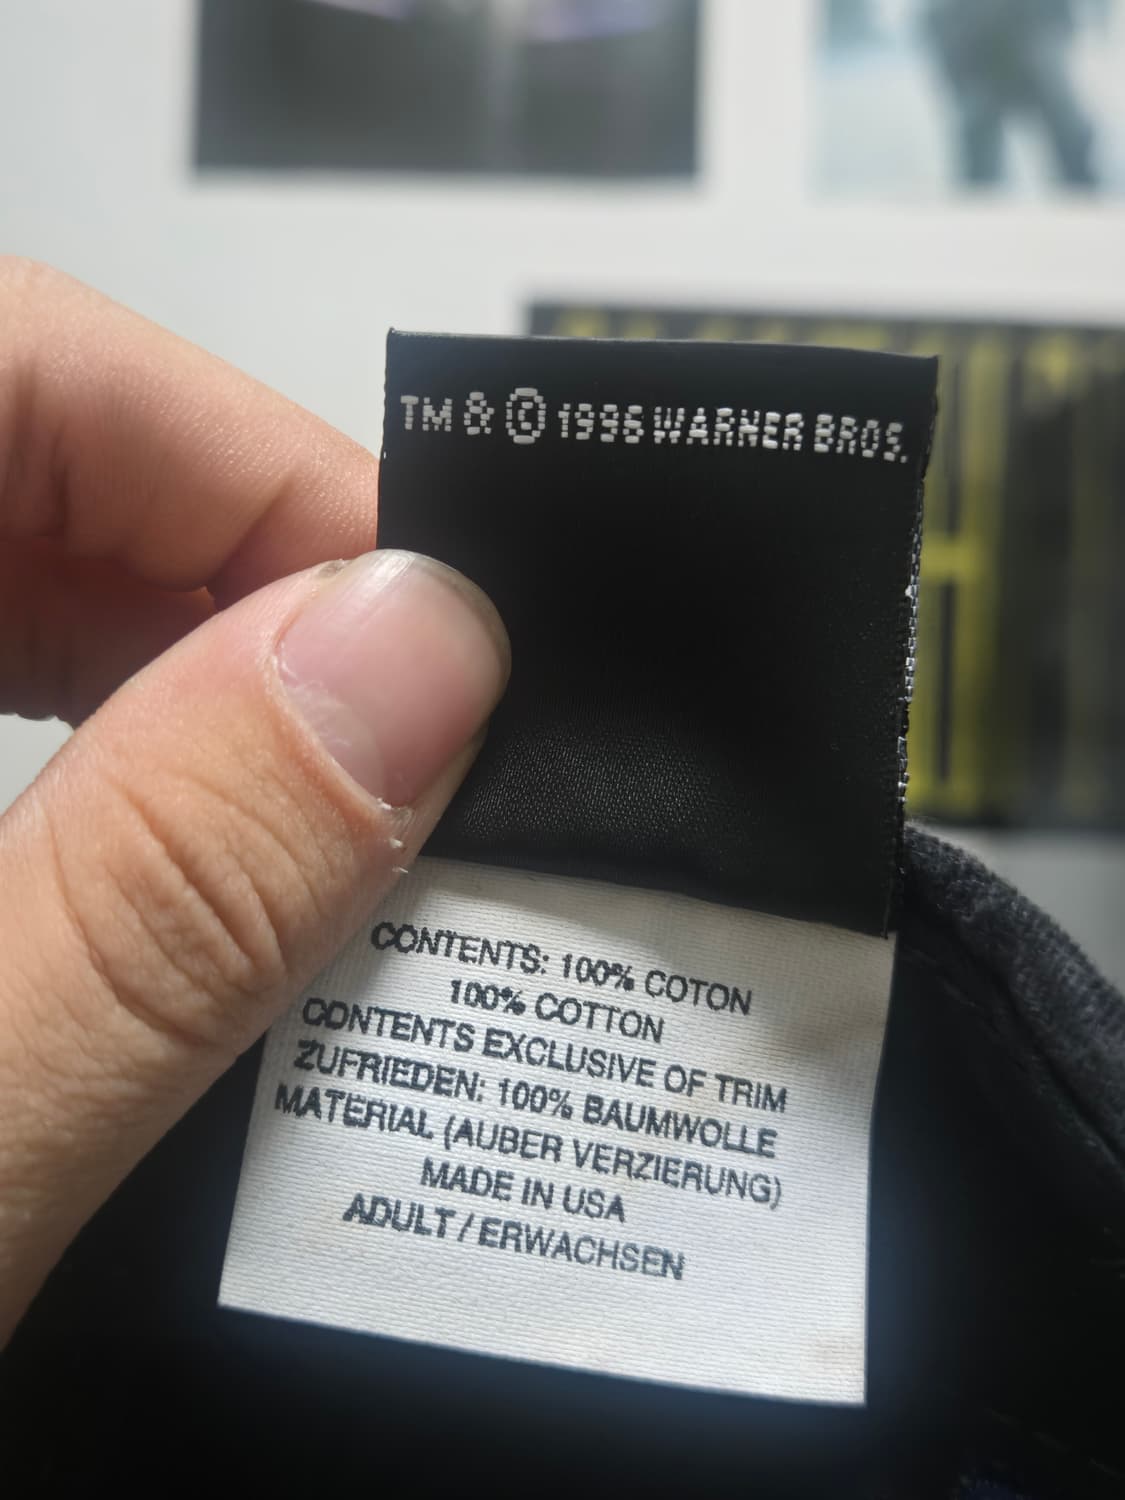 TM & © 1996 WARNER BROS.
CONTENTS: 100% COTON
100% COTTON
CONTENTS EXCLUSIVE OF TRIM
ZUFRIEDEN: 100% BAUMWOLLE
MATERIAL (AUBER VERZIERUNG)
MADE IN USA
ADULT / ERWACHSEN